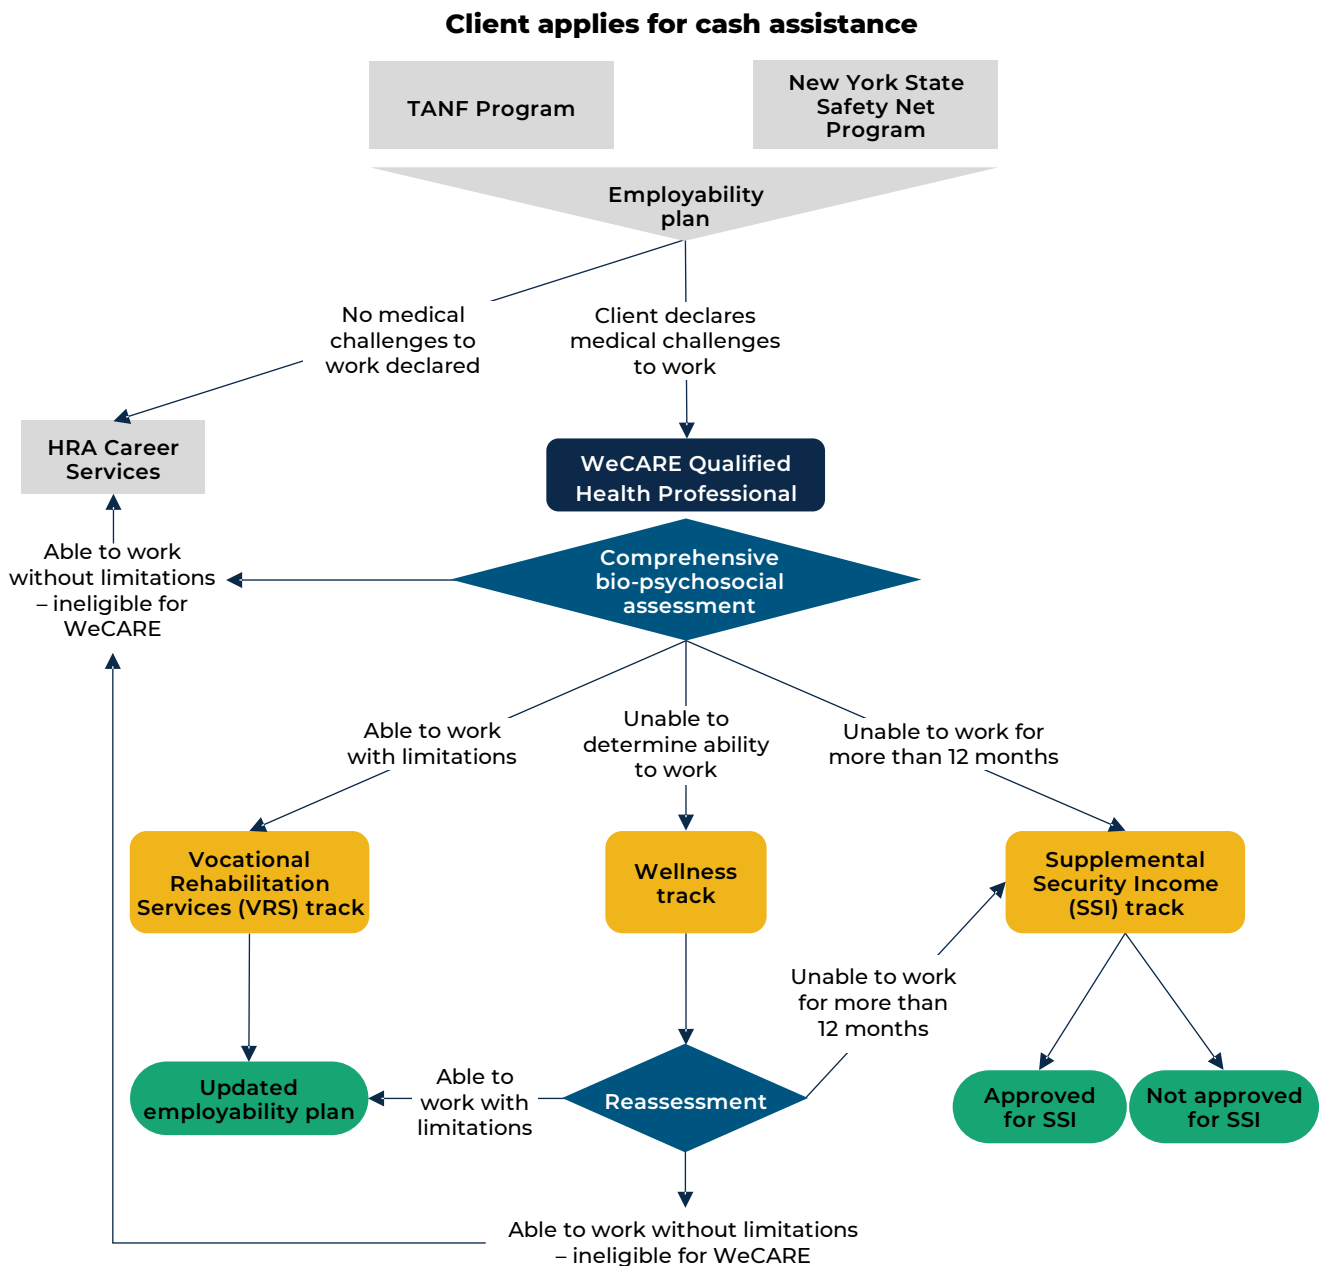 Client applies for cash assistance
TANF Program
New York State
Safety Net
Program
Employability
plan
No medical
challenges to
work declared
Client declares
medical challenges
to work
HRA Career
Services
WeCARE Qualified
Health Professional
Able to work
without limitations
– ineligible for
WeCARE
Comprehensive
bio-psychosocial
assessment
Able to work
with limitations
Unable to
determine ability
to work
Unable to work for
more than 12 months
Vocational
Rehabilitation
Services (VRS) track
Wellness
track
Supplemental
Security Income
(SSI) track
Unable to work
for more than
12 months
Updated
employability plan
Able to
work with
limitations
Reassessment
Approved
for SSI
Not approved
for SSI
Able to work without limitations
– ineligible for WeCARE